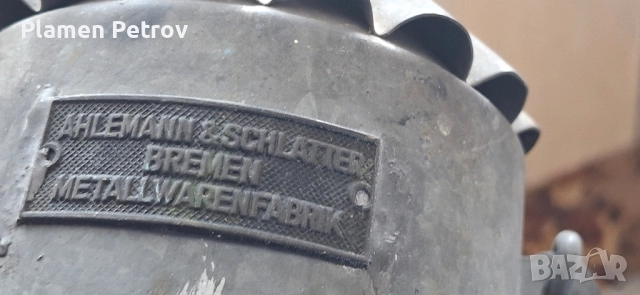 Plamen Petrov
AHLEMANN & SCHLATTER
BREMEN
METALLWARENFABRIK
BAZAR